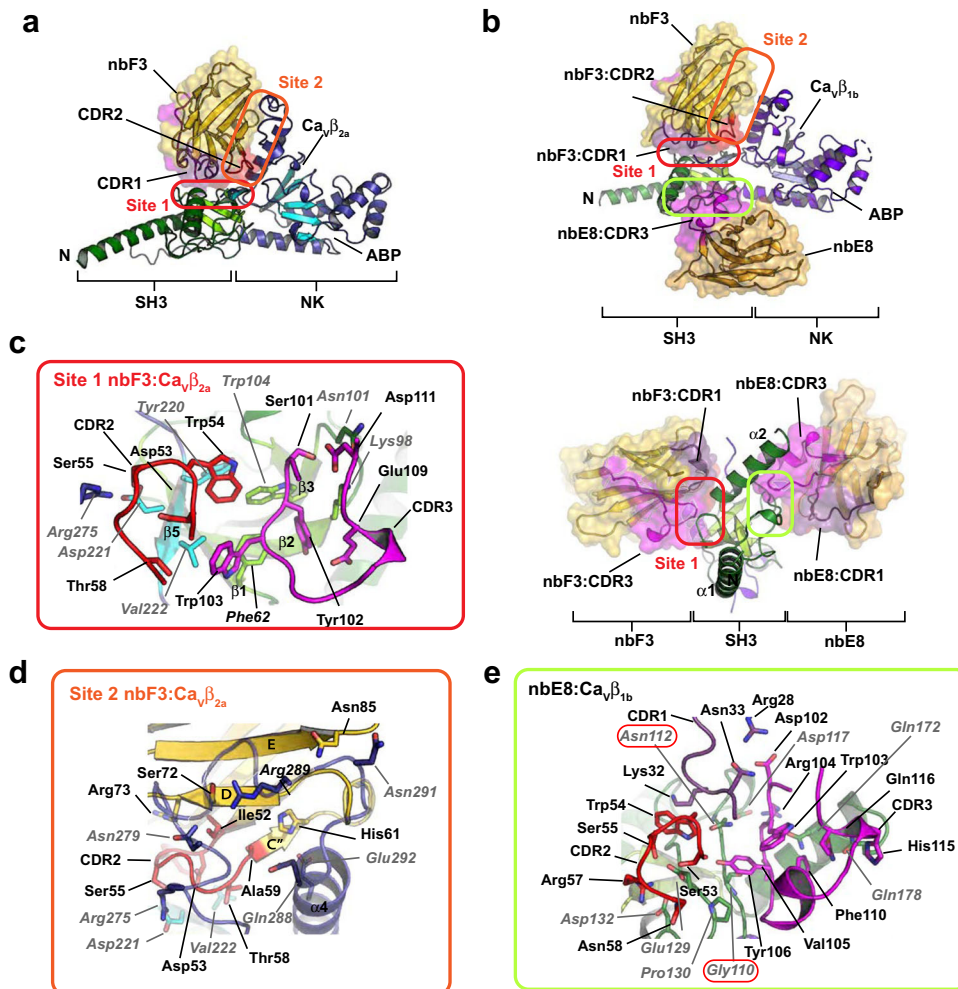 a
nbF3
Site 2
CDR2
CaVβ2a
CDR1
Site 1
N
ABP
SH3
NK
b
nbF3
Site 2
nbF3:CDR2
CaVβ1b
nbF3:CDR1
Site 1
N
nbE8:CDR3
ABP
nbE8
SH3
NK
nbF3:CDR1
nbE8:CDR3
α2
nbF3:CDR3
Site 1
N
α1
nbE8:CDR1
nbF3
SH3
nbE8
c
Site 1 nbF3:CaVβ2a
Trp104
Ser101
Asn101
Asp111
Tyr220
Trp54
CDR2
Asp53
Lys98
Ser55
Glu109
β3
CDR3
Arg275
β5
β2
Asp221
Thr58
β1
Val222
Trp103
Phe62
Tyr102
d
Site 2 nbF3:CaVβ2a
Asn85
E
Ser72
Arg289
Arg73
D
Asn291
Ile52
Asn279
His61
C″
CDR2
Glu292
Ser55
Ala59
α4
Arg275
Gln288
Asp221
Val222
Thr58
Asp53
e
nbE8:CaVβ1b
Arg28
Asn33
CDR1
Asp102
Asn112
Asp117
Gln172
Lys32
Arg104
Trp103
Trp54
Gln116
Ser55
CDR3
CDR2
His115
Arg57
Ser53
Gln178
Asp132
Phe110
Asn58
Glu129
Val105
Pro130
Gly110
Tyr106